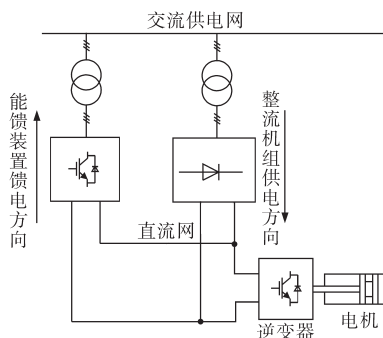 交流供电网
能馈装置馈电方向
整流机组供电方向
直流网
逆变器
电机